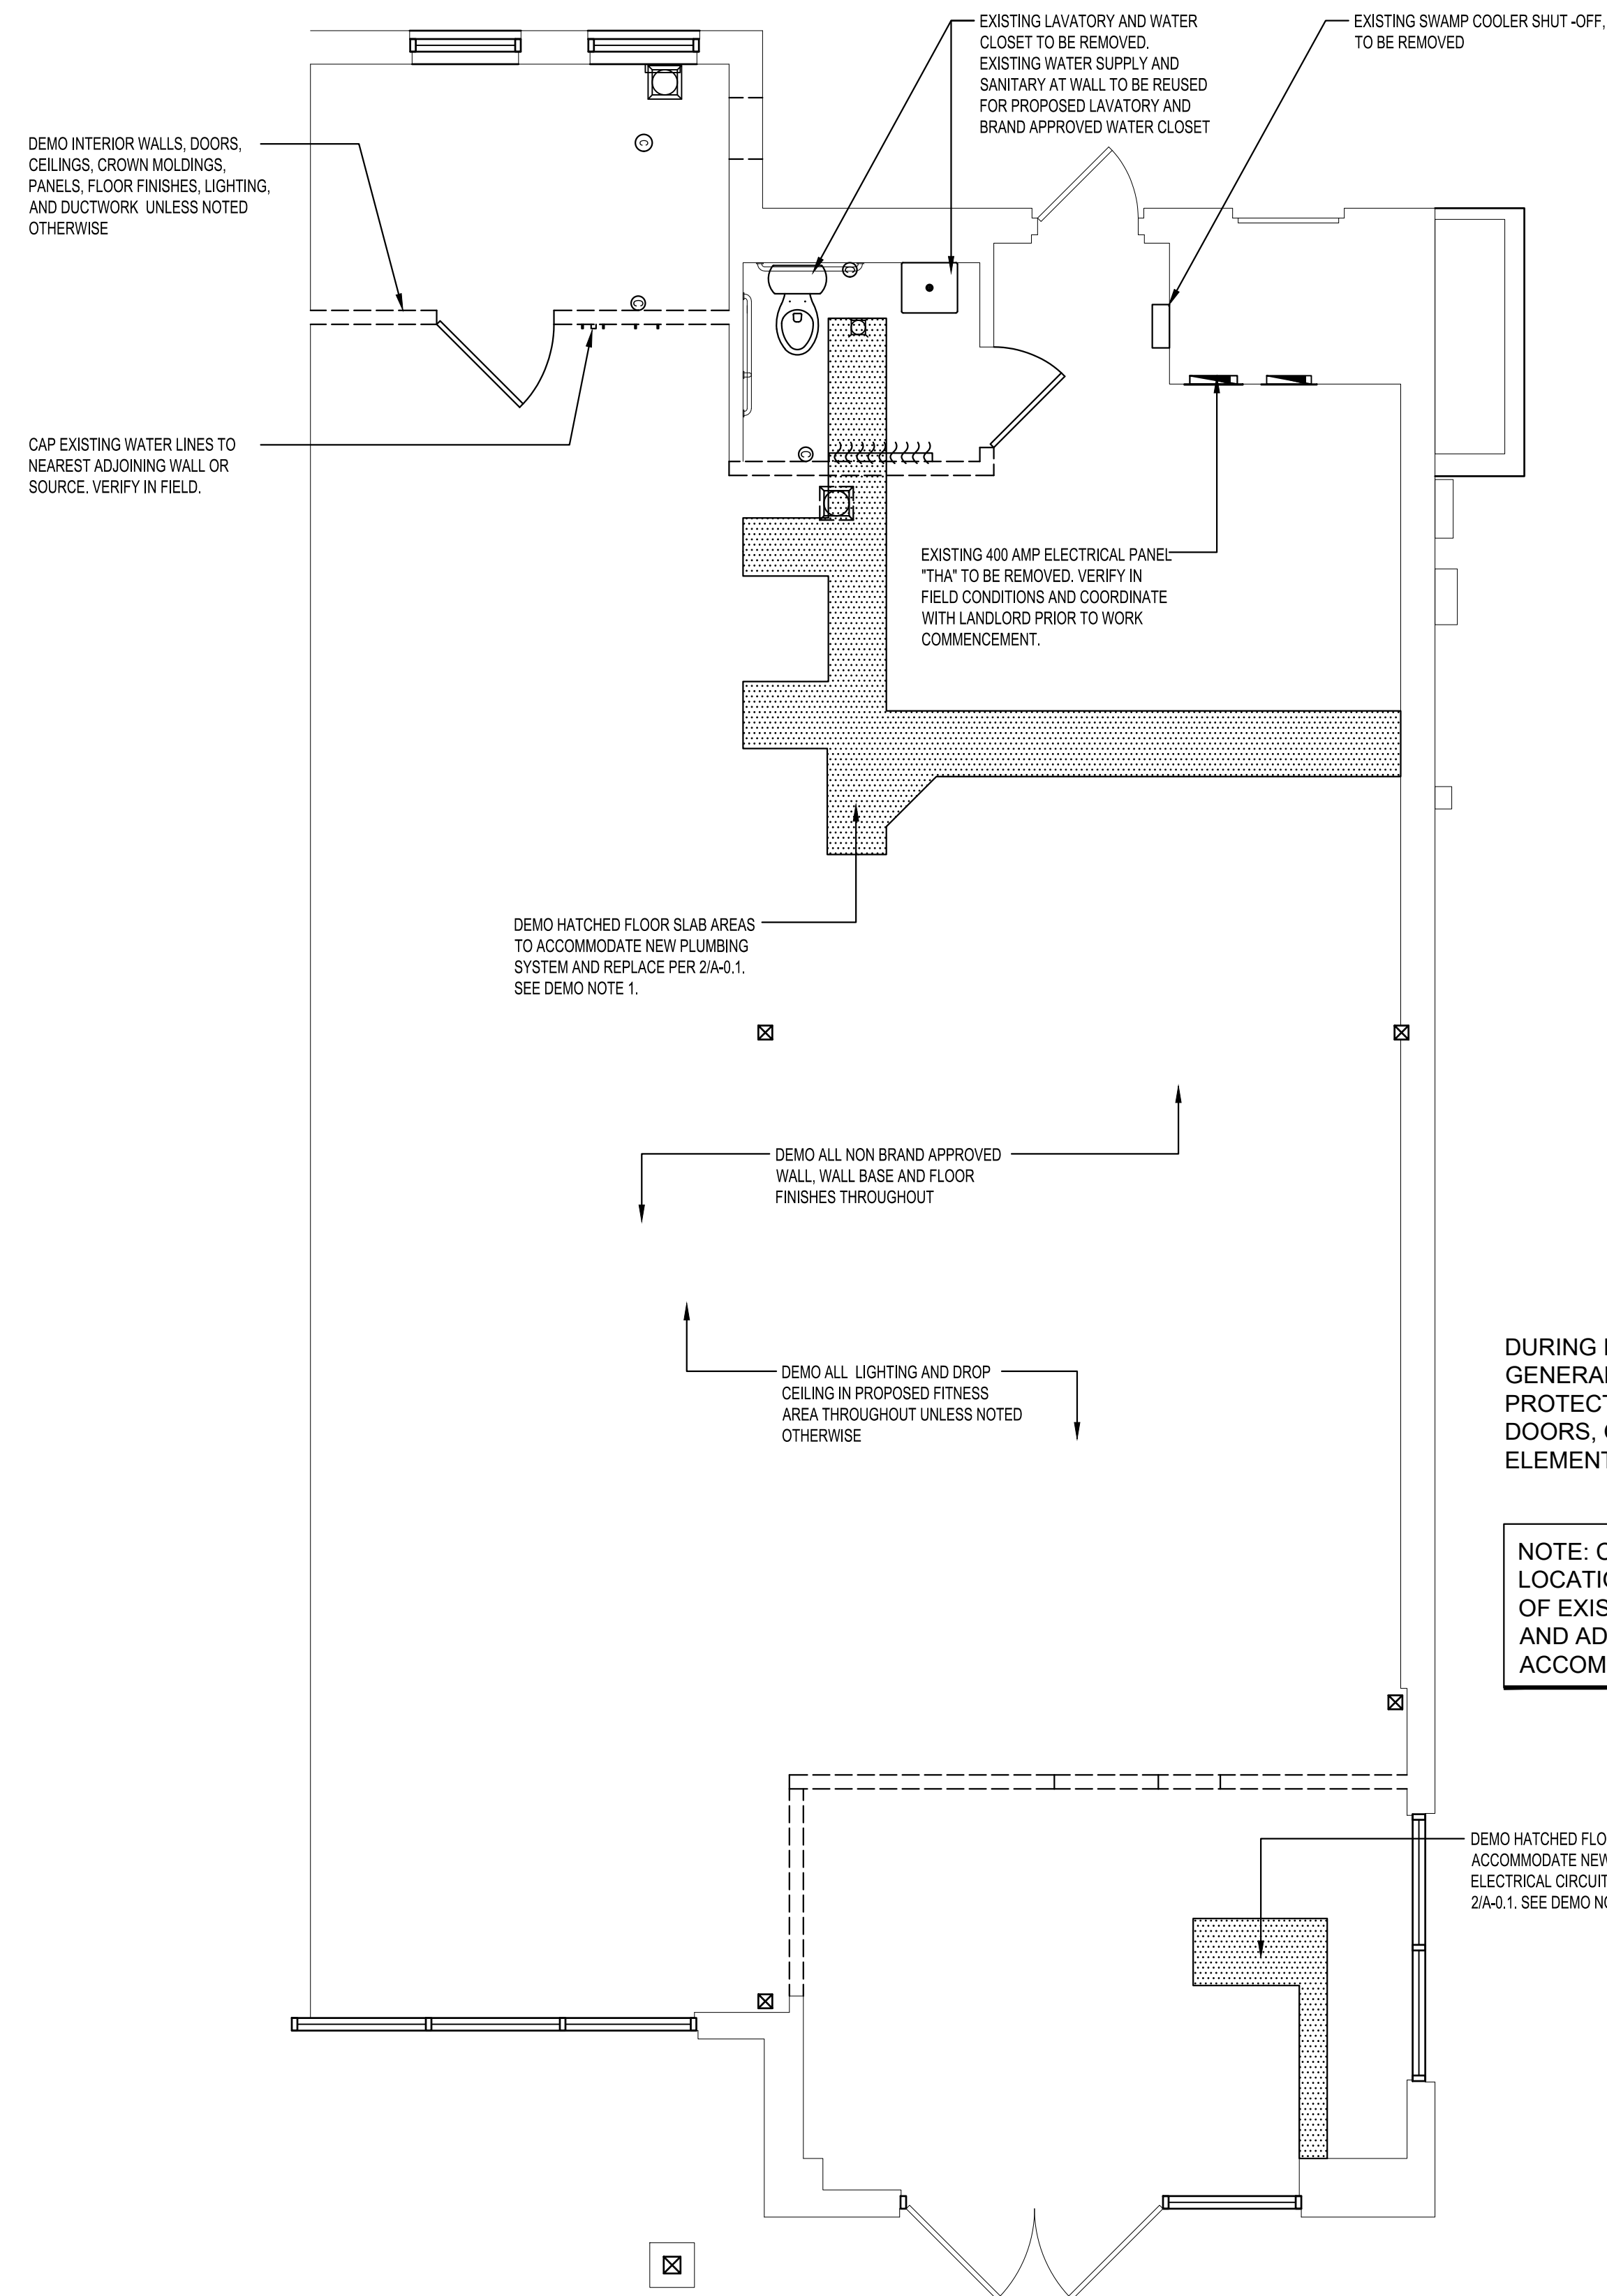 EXISTING LAVATORY AND WATER
CLOSET TO BE REMOVED.
EXISTING WATER SUPPLY AND
SANITARY AT WALL TO BE REUSED
FOR PROPOSED LAVATORY AND
BRAND APPROVED WATER CLOSET
EXISTING SWAMP COOLER SHUT -OFF,
TO BE REMOVED
DEMO INTERIOR WALLS, DOORS,
CEILINGS, CROWN MOLDINGS,
PANELS, FLOOR FINISHES, LIGHTING,
AND DUCTWORK UNLESS NOTED
OTHERWISE
C
C
C
C
CAP EXISTING WATER LINES TO
NEAREST ADJOINING WALL OR
SOURCE. VERIFY IN FIELD.
EXISTING 400 AMP ELECTRICAL PANEL
"THA" TO BE REMOVED. VERIFY IN
FIELD CONDITIONS AND COORDINATE
WITH LANDLORD PRIOR TO WORK
COMMENCEMENT.
DEMO HATCHED FLOOR SLAB AREAS
TO ACCOMMODATE NEW PLUMBING
SYSTEM AND REPLACE PER 2/A-0.1.
SEE DEMO NOTE 1.
DEMO ALL NON BRAND APPROVED
WALL, WALL BASE AND FLOOR
FINISHES THROUGHOUT
DEMO ALL LIGHTING AND DROP
CEILING IN PROPOSED FITNESS
AREA THROUGHOUT UNLESS NOTED
OTHERWISE
DURING
GENERA
PROTECT
DOORS,
ELEMENT
NOTE:
LOCATIO
OF EXIS
AND AD
ACCOM
DEMO HATCHED FLO
ACCOMMODATE NEW
ELECTRICAL CIRCUIT
2/A-0.1. SEE DEMO NO